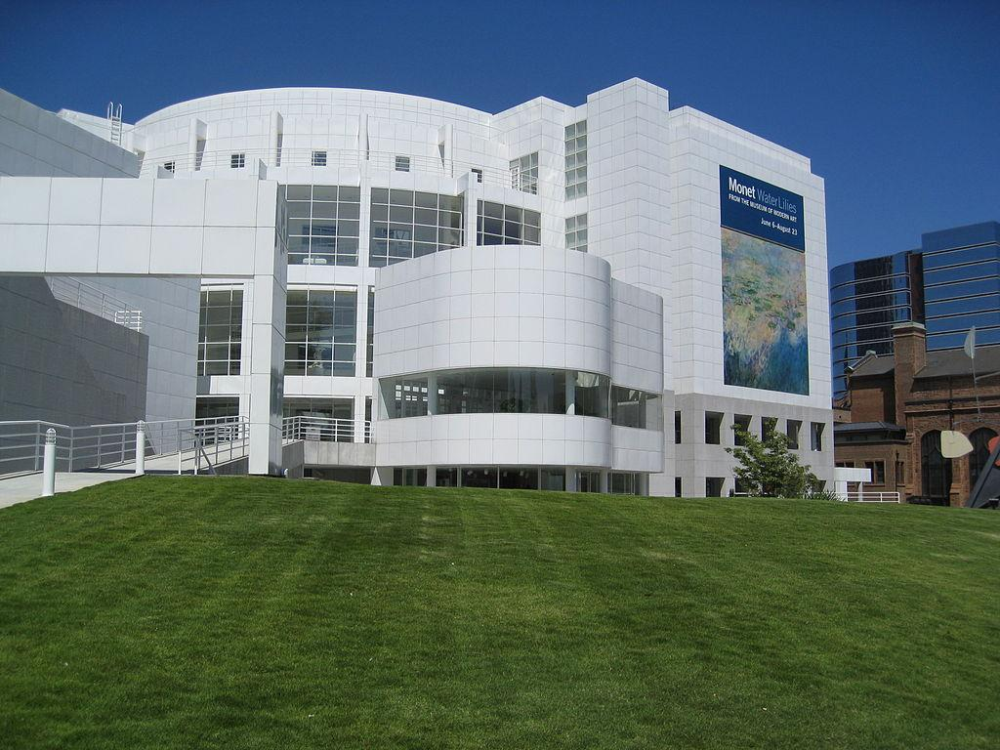 Monet Water Lilies
FROM THE MUSEUM OF MODERN ART
June 6–August 23